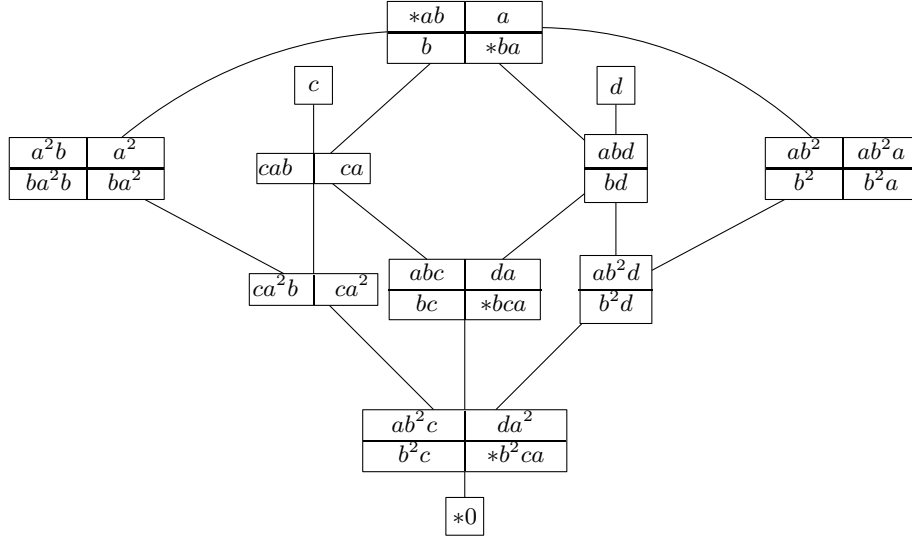 *ab a
b *ba
c d
a²b a²
ba²b ba²
cab ca
abd
bd
ab² ab²a
b² b²a
ca²b ca²
abc da
bc *bca
ab²d
b²d
ab²c da²
b²c *b²ca
*0